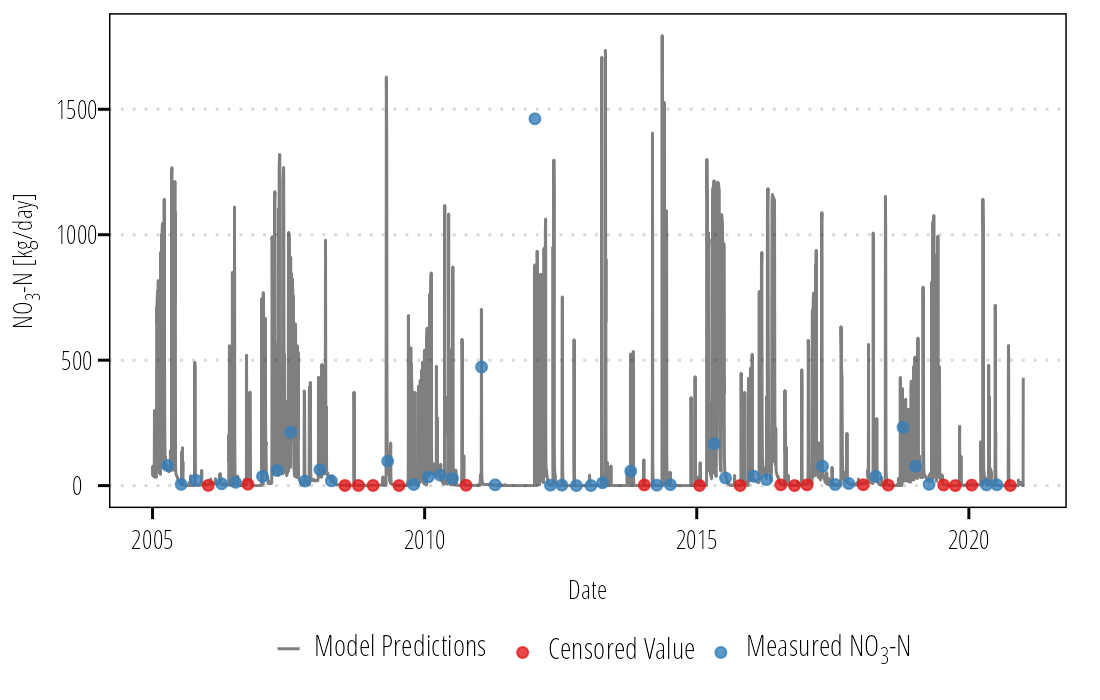 1500
1000
500
0
NO3-N [kg/day]
2005 2010 2015 2020
Date
Model Predictions Censored Value Measured NO3-N